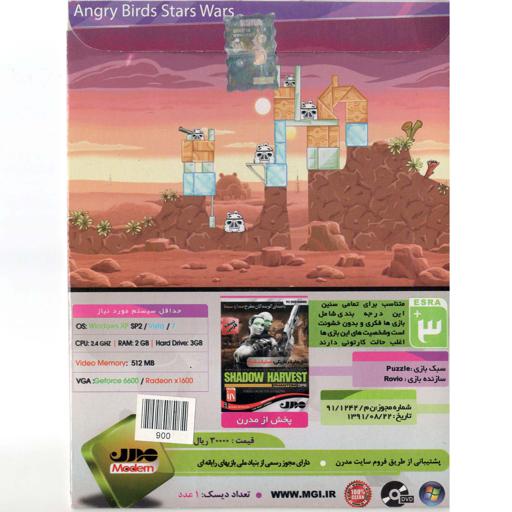 Angry Birds Stars Wars
حداقل سیستم مورد نیاز
OS: Windows XP SP2 / Vista / 7
CPU: 2.4 GHZ | RAM: 2 GB | Hard Drive: 3GB
Video Memory: 512 MB
VGA :Geforce 6600 / Radeon x1600
SHADOW HARVEST
مدرن
پخش از مدرن
ESRA
+۳
متناسب برای تمامی سنین
این درجه بندی شامل
بازی ها فکری و بدون خشونت
است وشخصیت های این بازی ها
اغلب حالت کارتونی دارند
سبک بازی :Puzzle
سازنده بازی :Rovio
شماره مجوز:ن م/۹۱/۱۲۴۲
تاریخ:۱۳۹۱/۰۸/۲۲
900
قیمت : ۳۰۰۰۰ ریال
مدرن
Modern
پشتیبانی از طریق فروم سایت مدرن - دارای مجوز رسمی از بنیاد ملی بازیهای رایانه ای
تعداد دیسک: ۱ عدد
WWW.MGI.IR
100% CLEAN
DVD